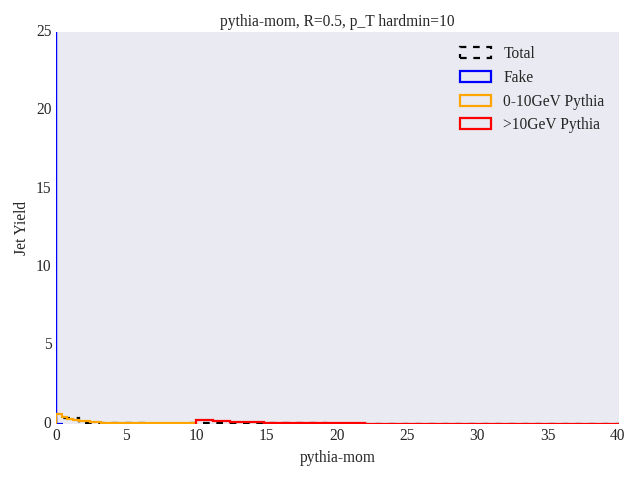 pythia-mom, R=0.5, p_T hardmin=10
25
20
15
10
5
0
Jet Yield
Total
Fake
0-10GeV Pythia
>10GeV Pythia
0 5 10 15 20 25 30 35 40
pythia-mom